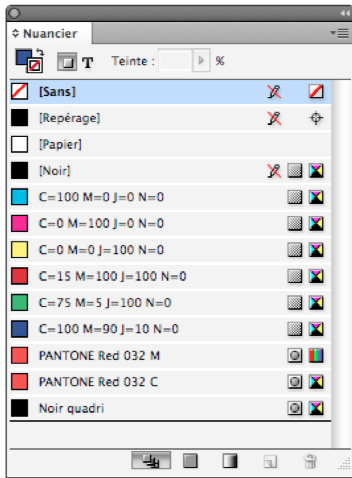 Nuancier
T Teinte : %
[Sans]
[Repérage]
[Papier]
[Noir]
C=100 M=0 J=0 N=0
C=0 M=100 J=0 N=0
C=0 M=0 J=100 N=0
C=15 M=100 J=100 N=0
C=75 M=5 J=100 N=0
C=100 M=90 J=10 N=0
PANTONE Red 032 M
PANTONE Red 032 C
Noir quadri